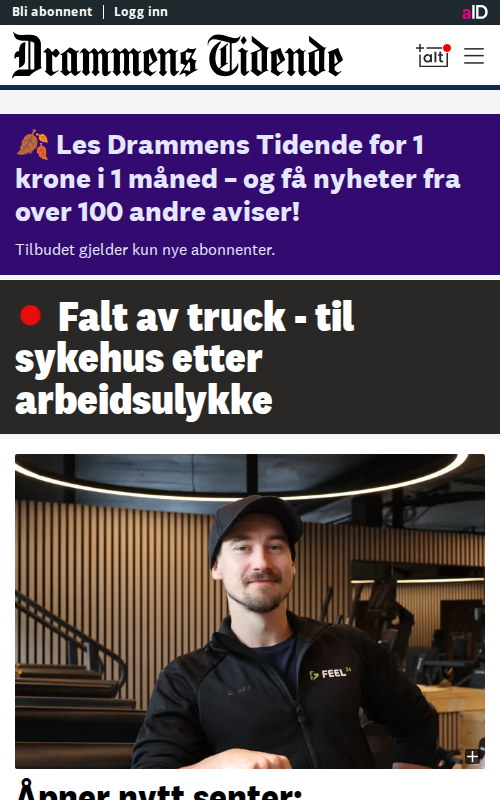 Bli abonnent | Logg inn
aID
Drammens Tidende
+alt
🍂 Les Drammens Tidende for 1
krone i 1 måned – og få nyheter fra
over 100 andre aviser!
Tilbudet gjelder kun nye abonnenter.
Falt av truck - til
sykehus etter
arbeidsulykke
FEEL24
Åpner nytt senter: